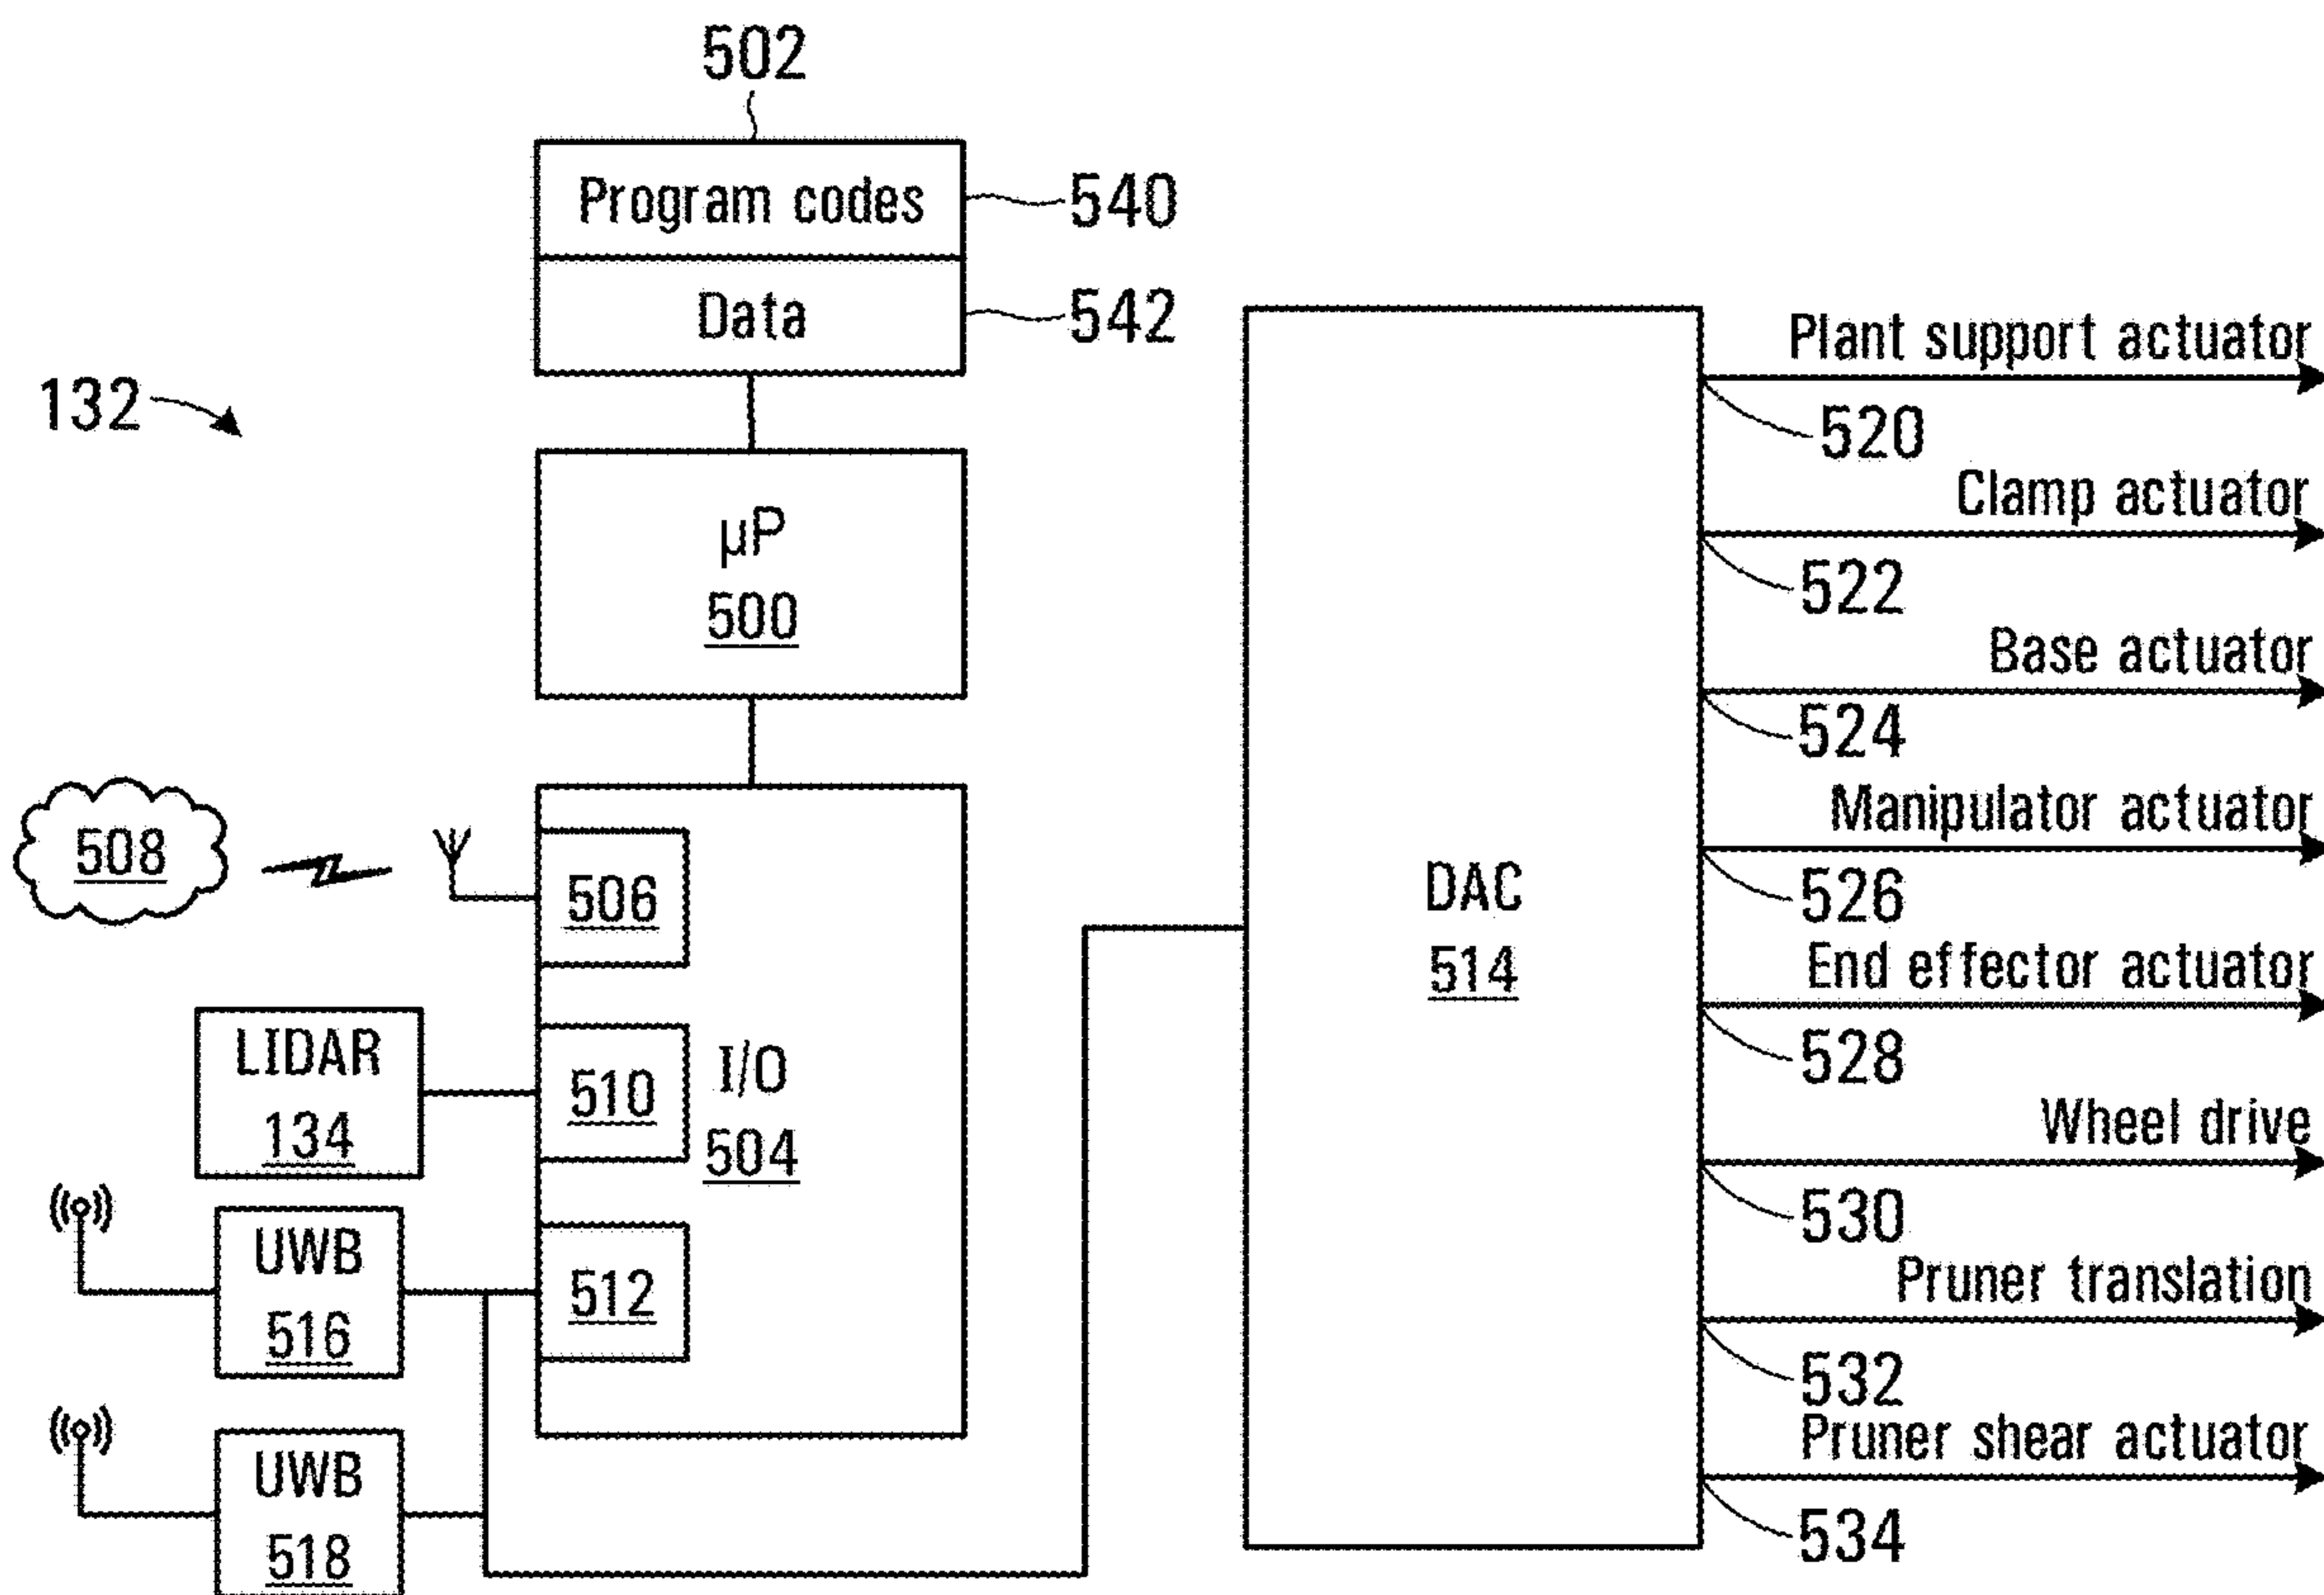 502
Program codes
540
Data
542
132
µP
500
508
506
LIDAR
134
510
I/O
504
UWB
516
512
UWB
518
DAC
514
Plant support actuator
520
Clamp actuator
522
Base actuator
524
Manipulator actuator
526
End effector actuator
528
Wheel drive
530
Pruner translation
532
Pruner shear actuator
534